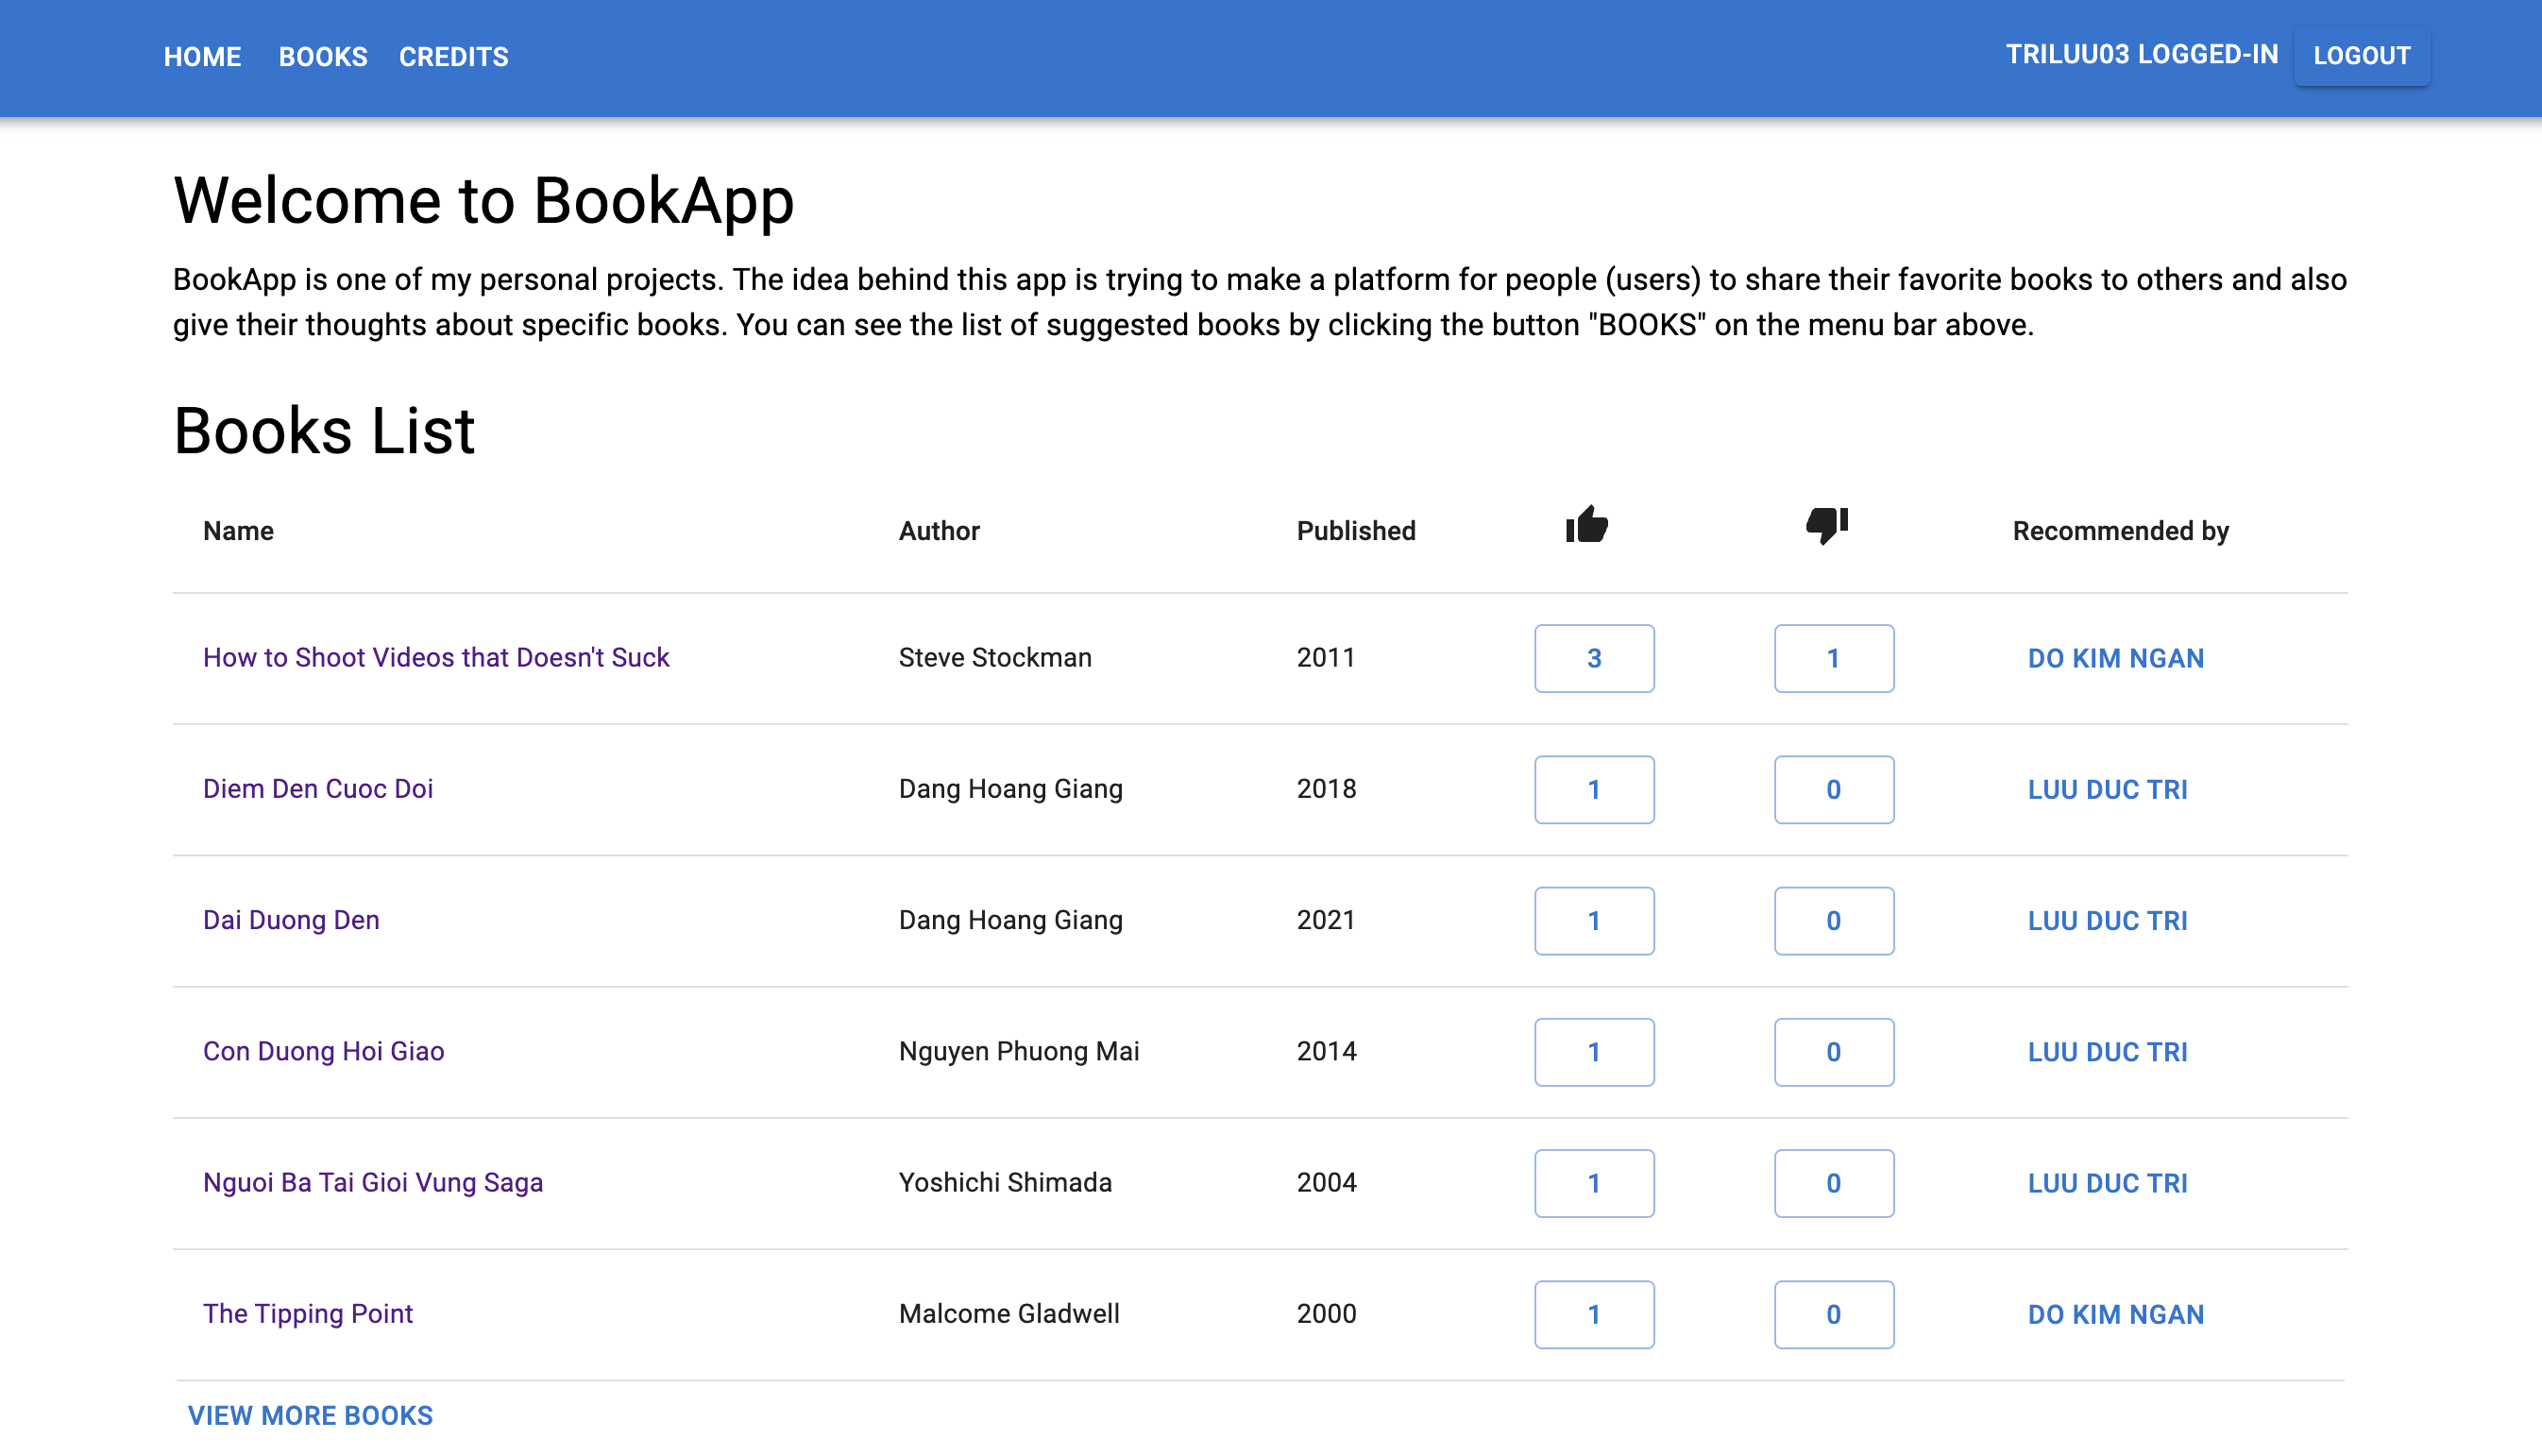 HOME BOOKS CREDITS TRILUU03 LOGGED-IN LOGOUT
Welcome to BookApp
BookApp is one of my personal projects. The idea behind this app is trying to make a platform for people (users) to share their favorite books to others and also
give their thoughts about specific books. You can see the list of suggested books by clicking the button "BOOKS" on the menu bar above.
Books List
Name Author Published Recommended by
How to Shoot Videos that Doesn't Suck Steve Stockman 2011 3 1 DO KIM NGAN
Diem Den Cuoc Doi Dang Hoang Giang 2018 1 0 LUU DUC TRI
Dai Duong Den Dang Hoang Giang 2021 1 0 LUU DUC TRI
Con Duong Hoi Giao Nguyen Phuong Mai 2014 1 0 LUU DUC TRI
Nguoi Ba Tai Gioi Vung Saga Yoshichi Shimada 2004 1 0 LUU DUC TRI
The Tipping Point Malcome Gladwell 2000 1 0 DO KIM NGAN
VIEW MORE BOOKS